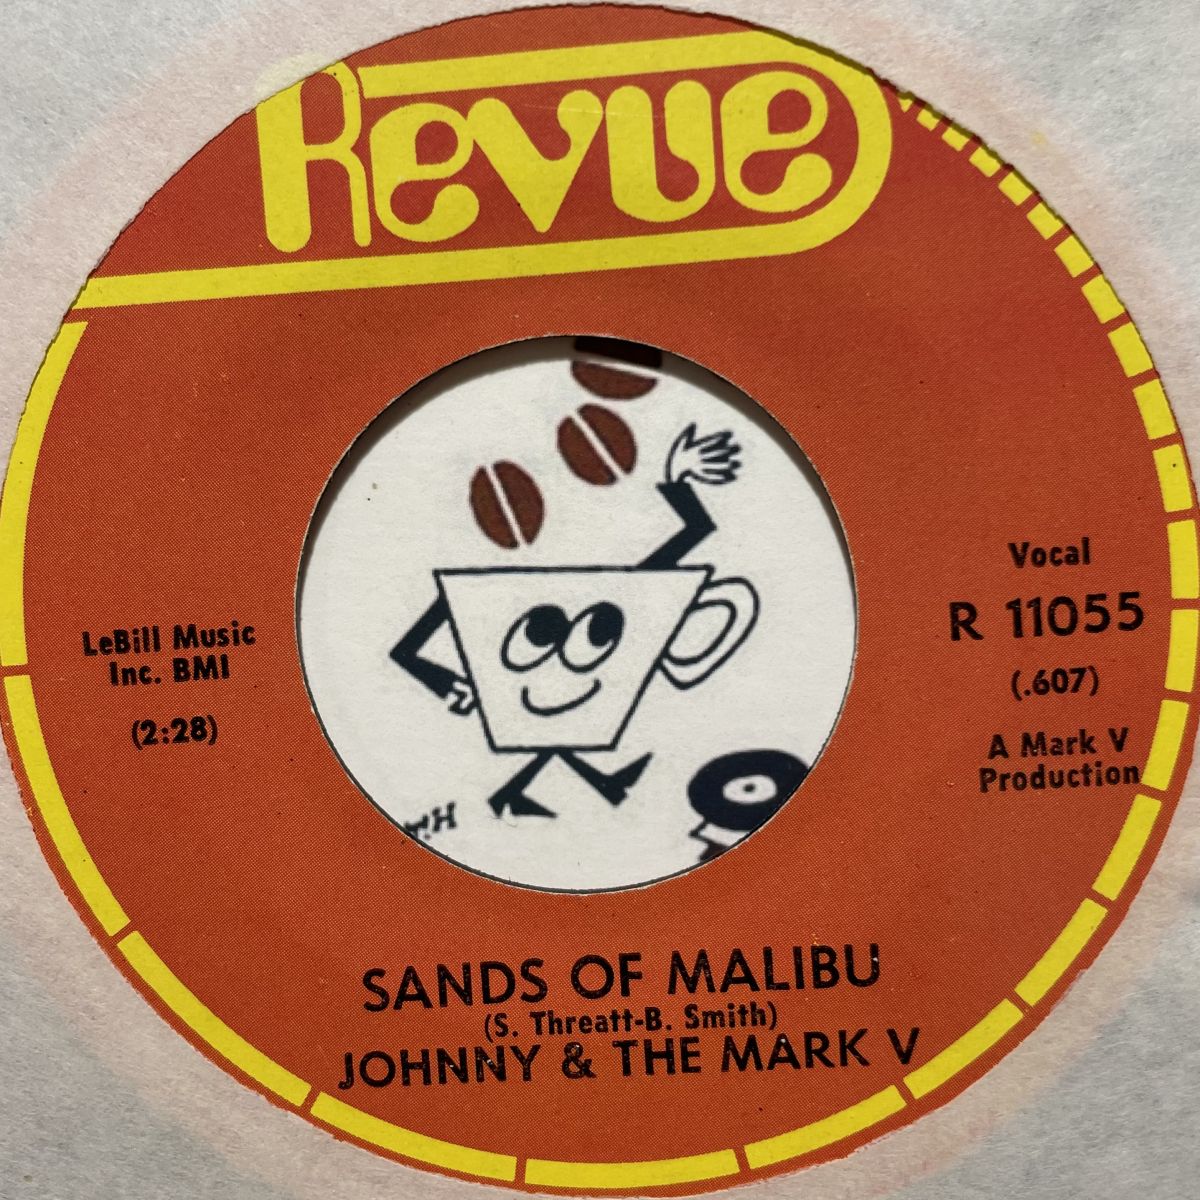 Revue
Vocal
R 11055
(.607)
A Mark V
Production
LeBill Music
Inc. BMI
(2:28)
SANDS OF MALIBU
(S. Threatt-B. Smith)
JOHNNY & THE MARK V